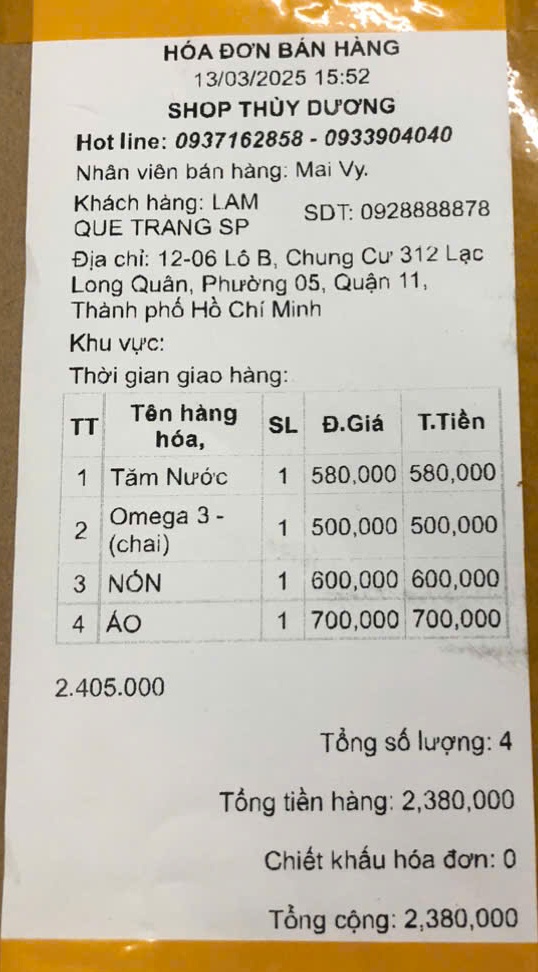 HÓA ĐƠN BÁN HÀNG
13/03/2025 15:52
SHOP THÙY DƯƠNG
Hot line: 0937162858 - 0933904040
Nhân viên bán hàng: Mai Vy.
Khách hàng: LAM QUE TRANG SP SDT: 0928888878
Địa chỉ: 12-06 Lô B, Chung Cư 312 Lạc
Long Quân, Phường 05, Quận 11,
Thành phố Hồ Chí Minh
Khu vực:
Thời gian giao hàng:
TT Tên hàng hóa, SL Đ.Giá T.Tiền
1 Tăm Nước 1 580,000 580,000
2 Omega 3 - (chai) 1 500,000 500,000
3 NÓN 1 600,000 600,000
4 ÁO 1 700,000 700,000
2.405.000
Tổng số lượng: 4
Tổng tiền hàng: 2,380,000
Chiết khấu hóa đơn: 0
Tổng cộng: 2,380,000